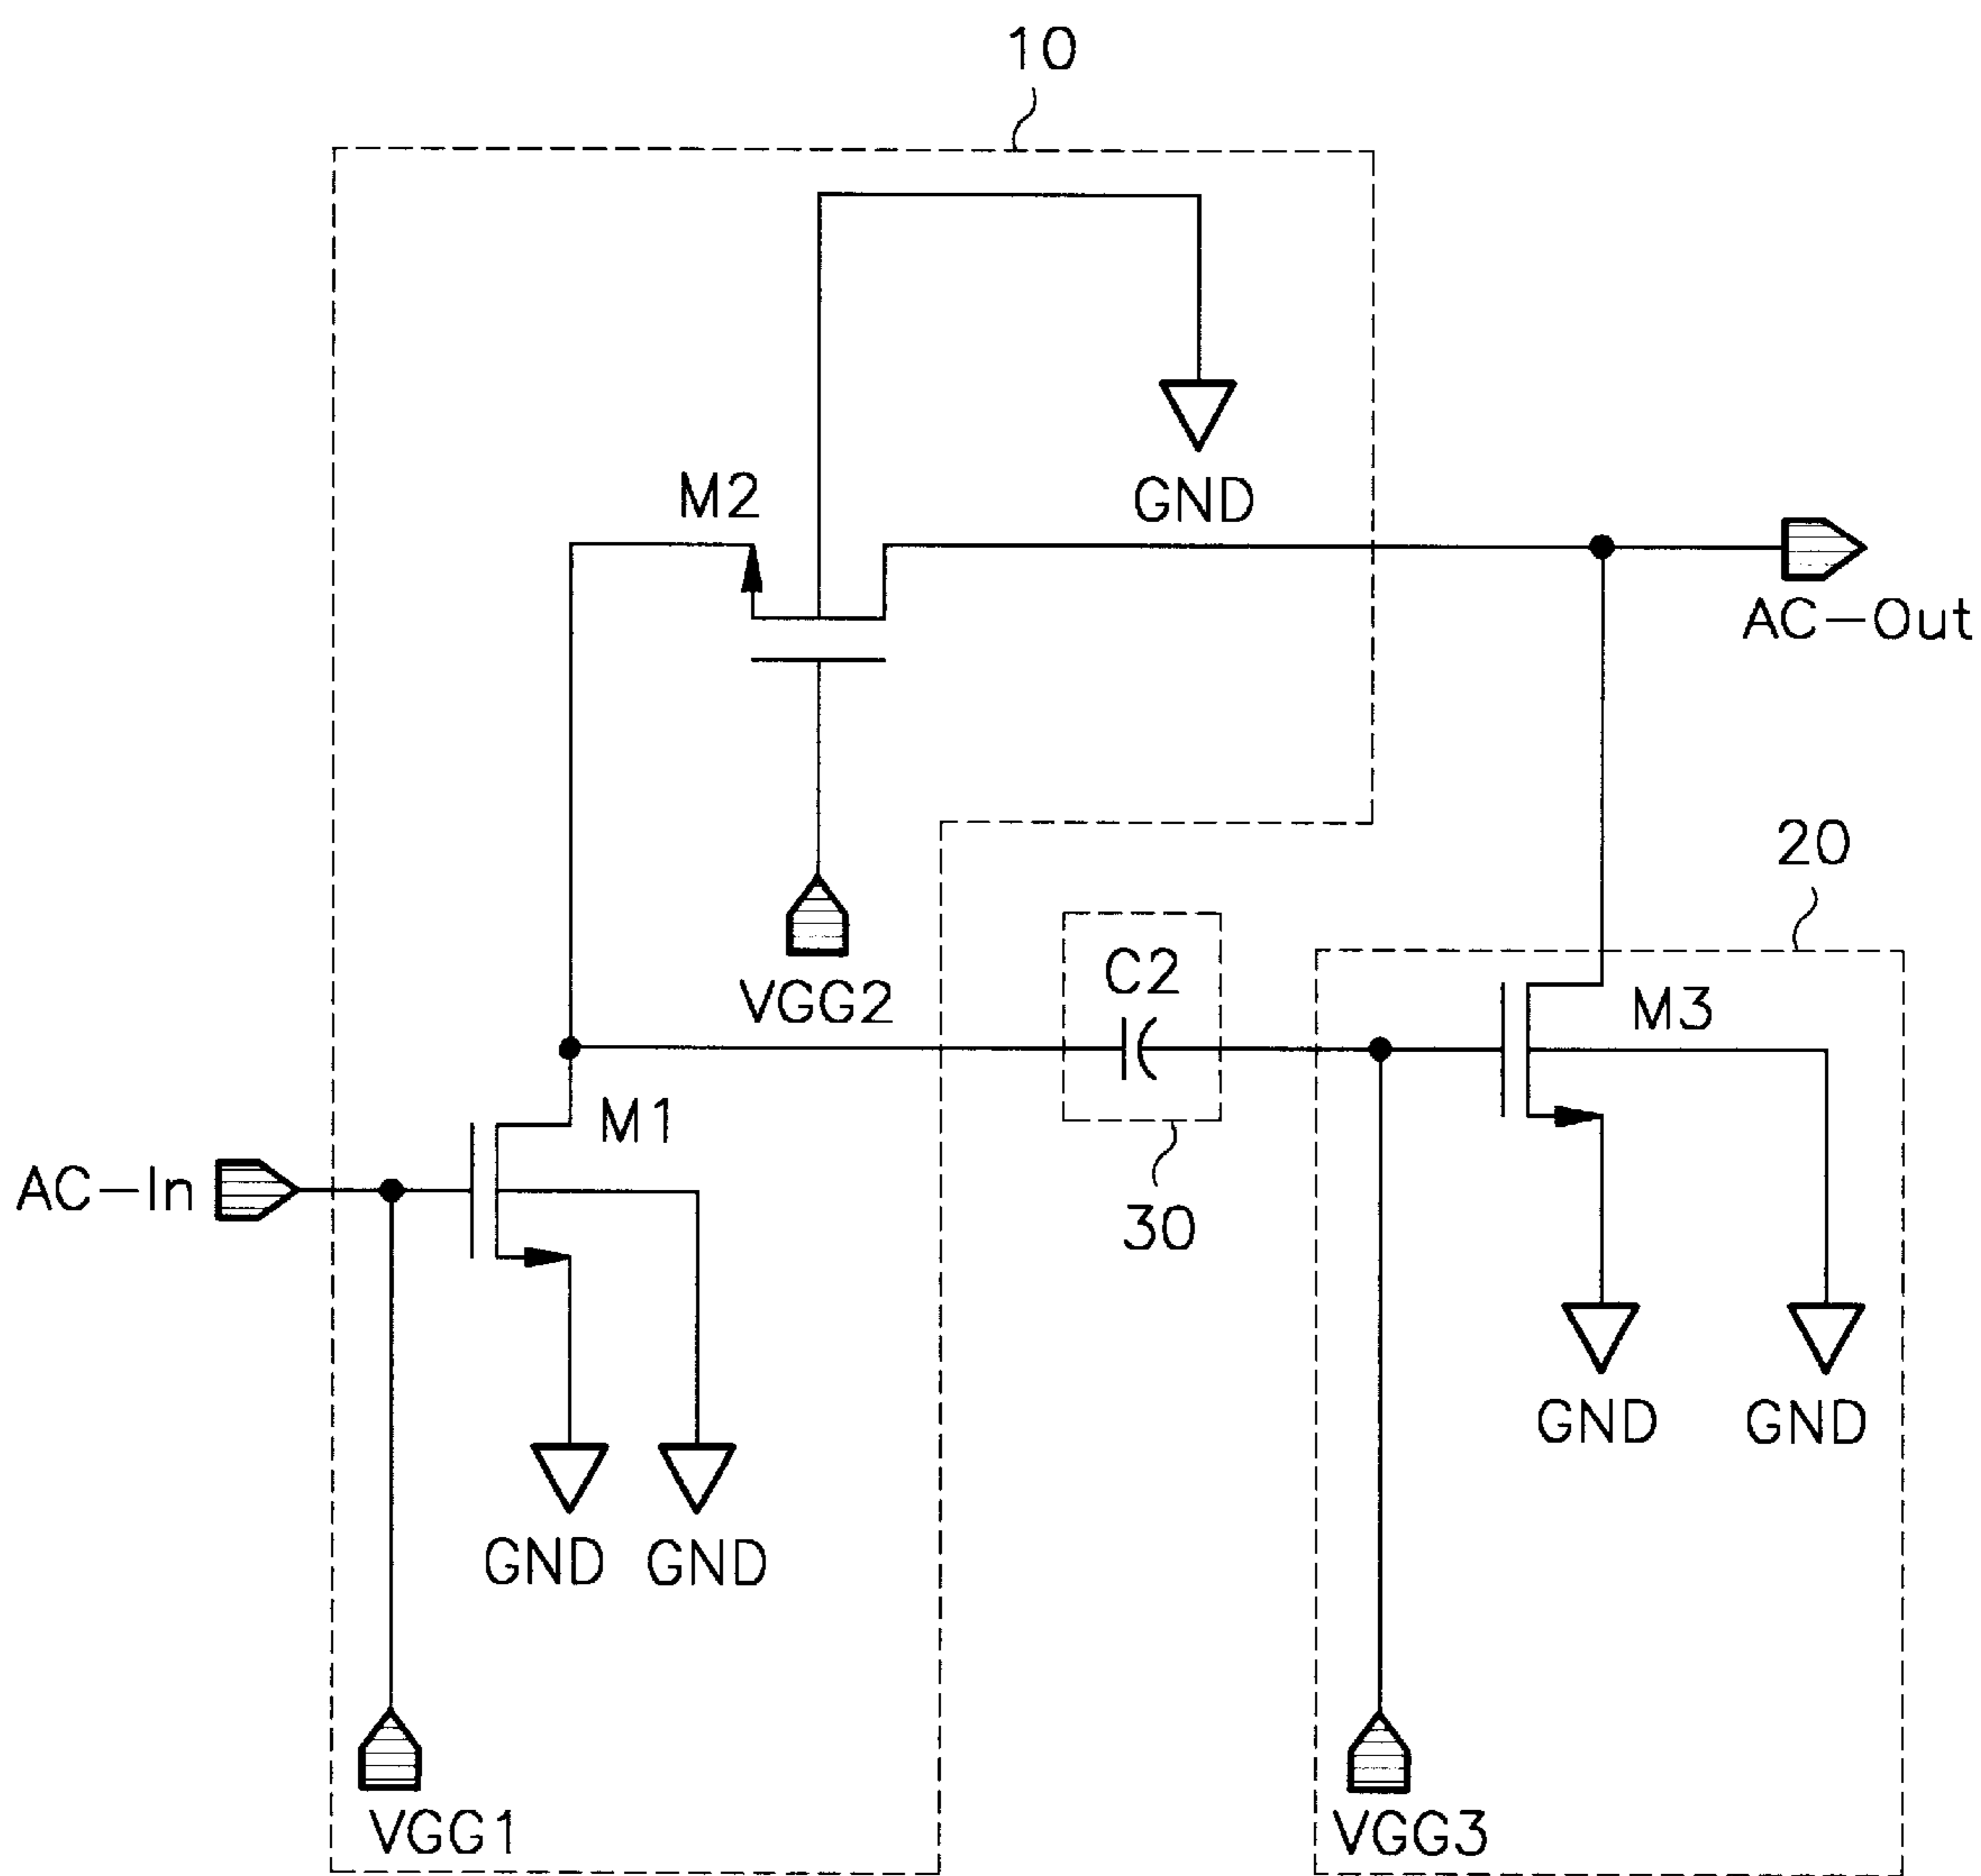 10
M2
GND
AC-Out
20
C2
VGG2
M3
M1
AC-In
30
GND
GND
GND
GND
VGG1
VGG3